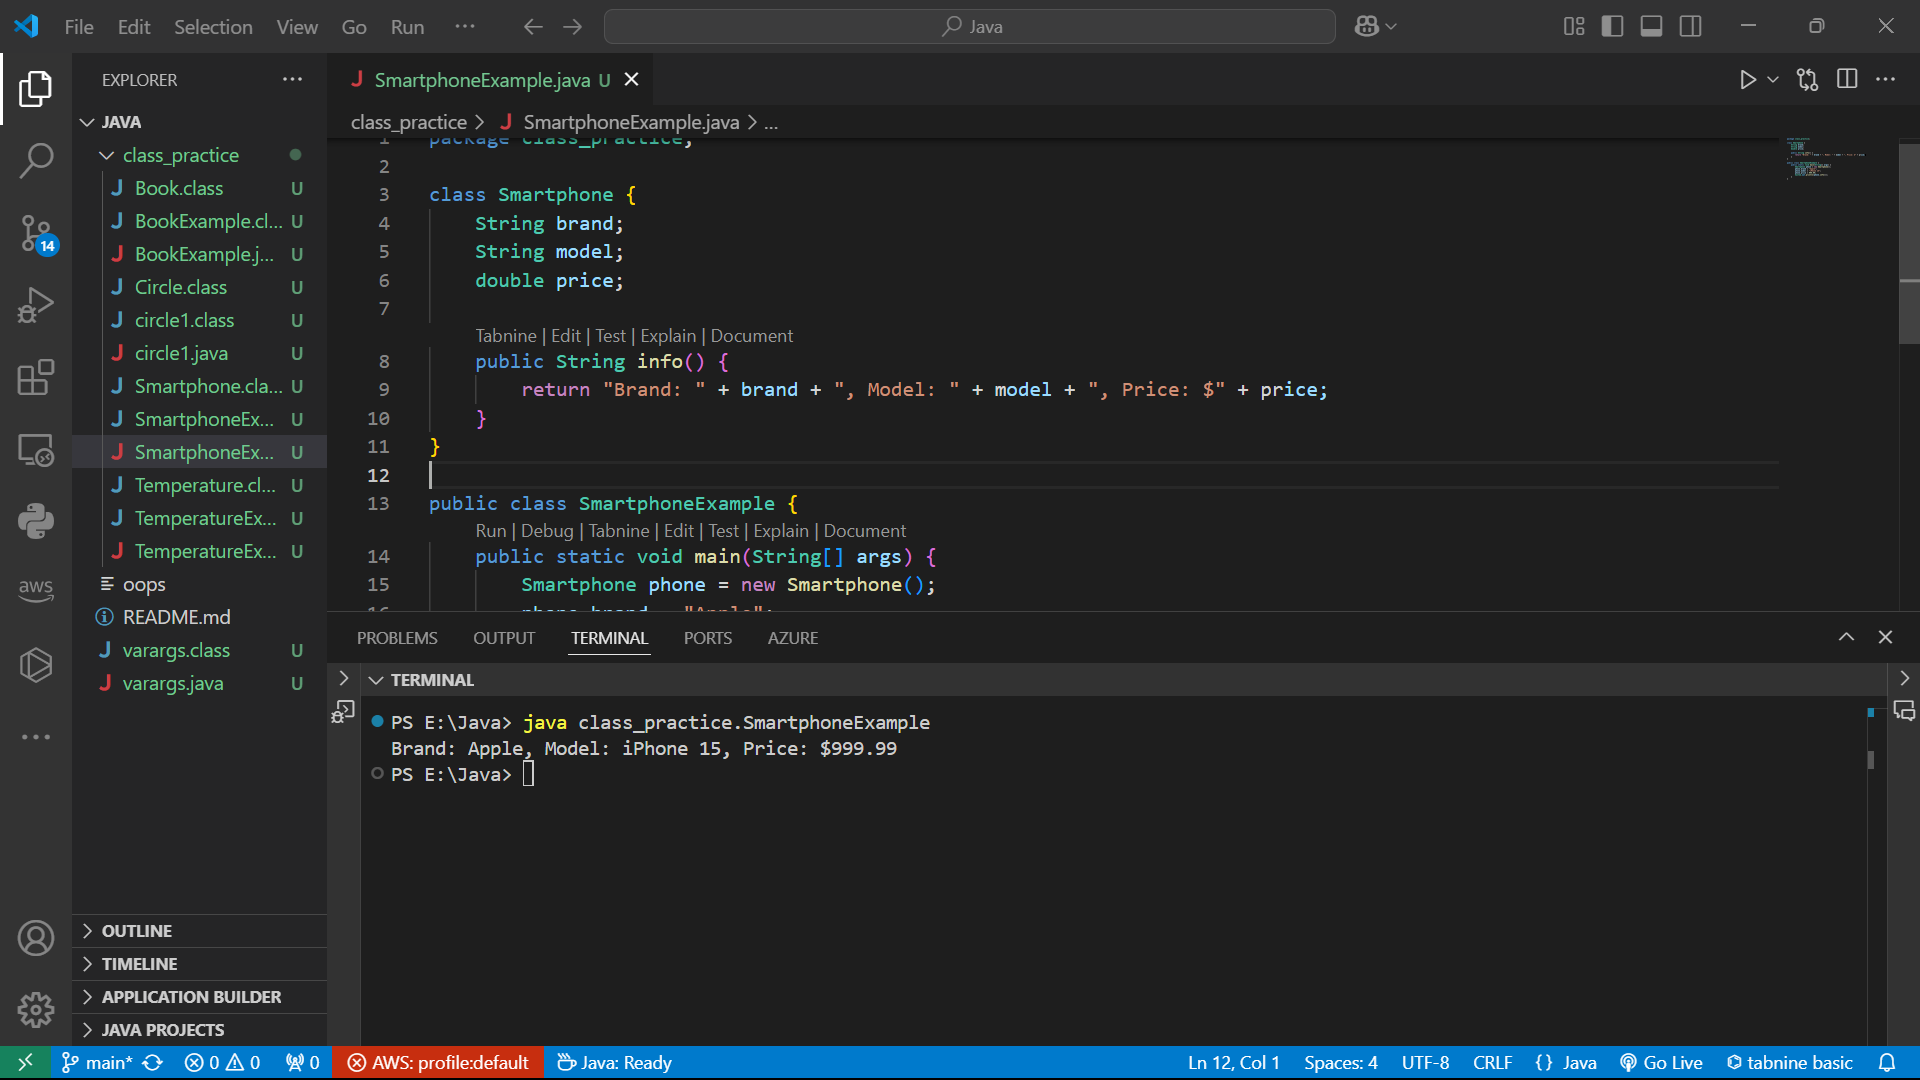 File Edit Selection View Go Run ... Java
EXPLORER
JAVA
class_practice
Book.class U
BookExample.cl... U
BookExample.j... U
Circle.class U
circle1.class U
circle1.java U
Smartphone.cla... U
SmartphoneEx... U
SmartphoneEx... U
Temperature.cl... U
TemperatureEx... U
TemperatureEx... U
oops
README.md
varargs.class U
varargs.java U
OUTLINE
TIMELINE
APPLICATION BUILDER
JAVA PROJECTS
14
aws
SmartphoneExample.java U
class_practice > SmartphoneExample.java > ...
1 package class_practice;
2
3 class Smartphone {
4 String brand;
5 String model;
6 double price;
7
Tabnine | Edit | Test | Explain | Document
8 public String info() {
9 return "Brand: " + brand + ", Model: " + model + ", Price: $" + price;
10 }
11 }
12
13 public class SmartphoneExample {
Run | Debug | Tabnine | Edit | Test | Explain | Document
14 public static void main(String[] args) {
15 Smartphone phone = new Smartphone();
16 phone.brand = "Apple";
PROBLEMS OUTPUT TERMINAL PORTS AZURE
TERMINAL
PS E:\Java> java class_practice.SmartphoneExample
Brand: Apple, Model: iPhone 15, Price: $999.99
PS E:\Java>
main* 0 0 0 AWS: profile:default Java: Ready Ln 12, Col 1 Spaces: 4 UTF-8 CRLF {} Java Go Live tabnine basic